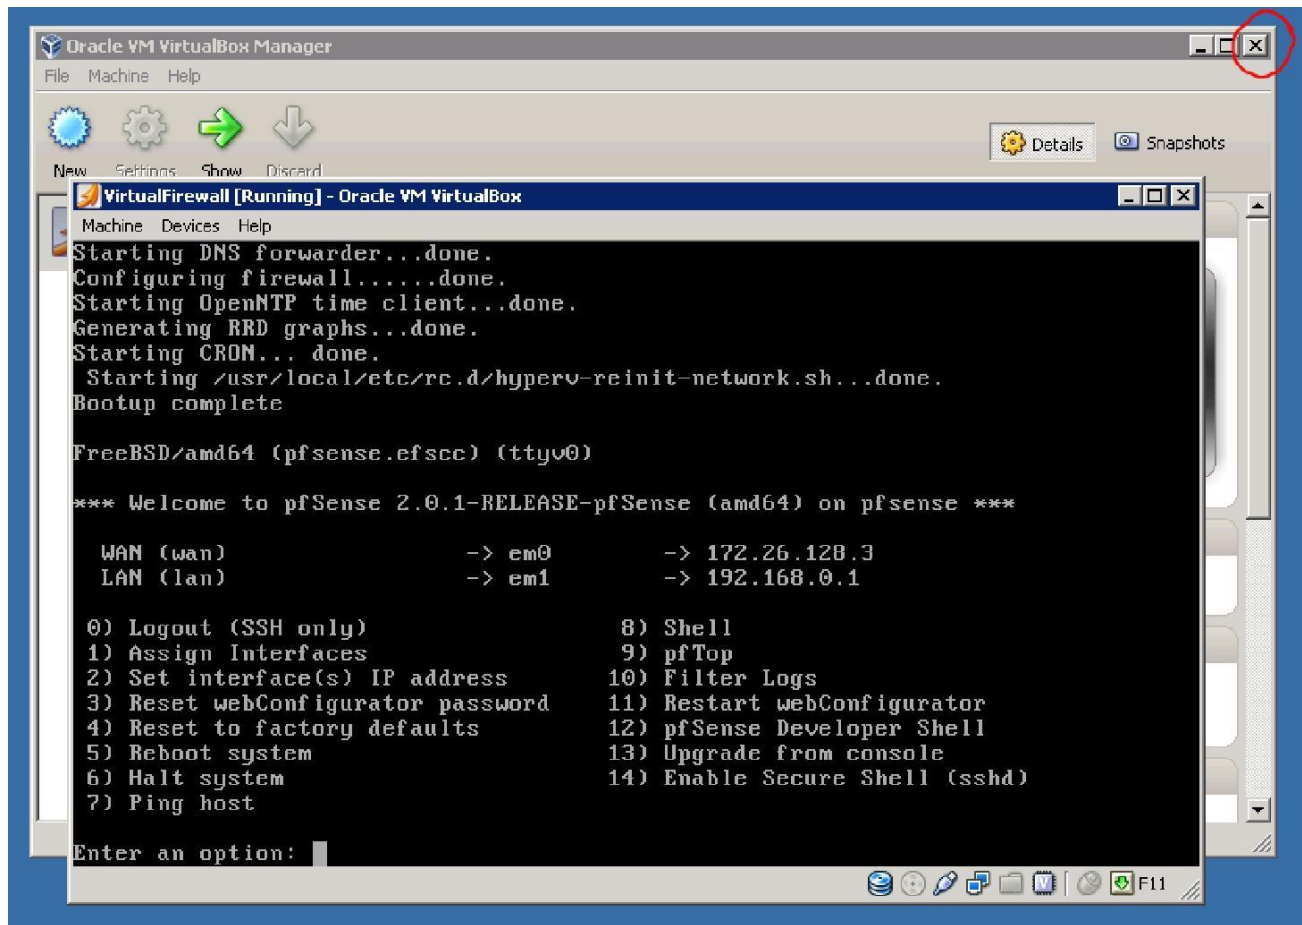 Oracle VM VirtualBox Manager
File Machine Help
Details Snapshots
New Settings Show Discard
VirtualFirewall [Running] - Oracle VM VirtualBox
Machine Devices Help
Starting DNS forwarder...done.
Configuring firewall......done.
Starting OpenNTP time client...done.
Generating RRD graphs...done.
Starting CRON... done.
Starting /usr/local/etc/rc.d/hyperv-reinit-network.sh...done.
Bootup complete
FreeBSD/amd64 (pfsense.efscc) (ttyv0)
*** Welcome to pfSense 2.0.1-RELEASE-pfSense (amd64) on pfsense ***
WAN (wan) -> em0 -> 172.26.128.3
LAN (lan) -> em1 -> 192.168.0.1
0) Logout (SSH only) 8) Shell
1) Assign Interfaces 9) pfTop
2) Set interface(s) IP address 10) Filter Logs
3) Reset webConfigurator password 11) Restart webConfigurator
4) Reset to factory defaults 12) pfSense Developer Shell
5) Reboot system 13) Upgrade from console
6) Halt system 14) Enable Secure Shell (sshd)
7) Ping host
Enter an option:
F11